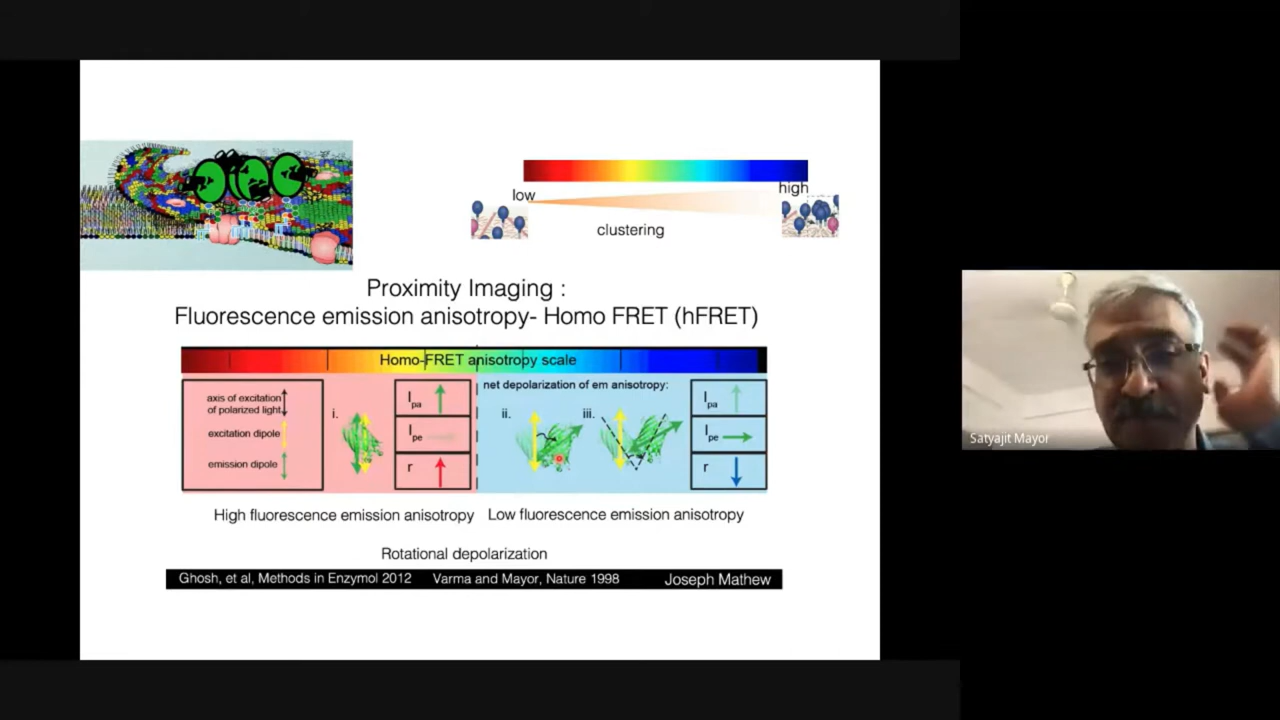 low
high
clustering
Proximity Imaging :
Fluorescence emission anisotropy- Homo FRET (hFRET)
Homo-FRET anisotropy scale
axis of excitation
of polarized light
excitation dipole
emission dipole
i.
I pa
I pe
r
net depolarization of em anisotropy:
ii.
iii.
I pa
I pe
r
High fluorescence emission anisotropy
Low fluorescence emission anisotropy
Rotational depolarization
Ghosh, et al, Methods in Enzymol 2012 Varma and Mayor, Nature 1998 Joseph Mathew
Satyajit Mayor